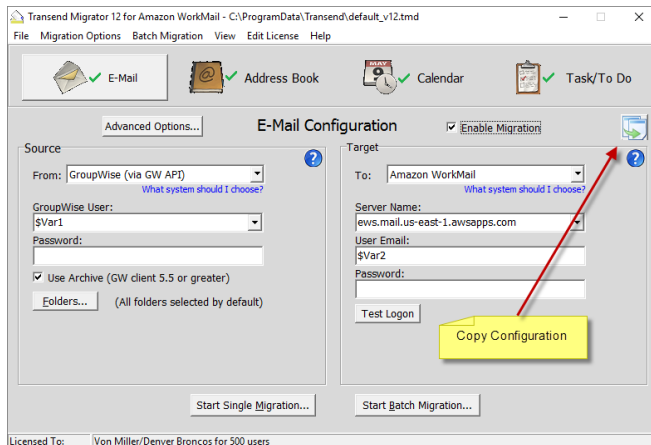 Transend Migrator 12 for Amazon WorkMail - C:\ProgramData\Transend\default_v12.tmd
File Migration Options Batch Migration View Edit License Help
E-Mail
Address Book
MAY
Calendar
Task/To Do
Advanced Options...
E-Mail Configuration
Enable Migration
Source
From: GroupWise (via GW API)
What system should I choose?
GroupWise User:
$Var1
Password:
Use Archive (GW client 5.5 or greater)
Folders... (All folders selected by default)
Target
To: Amazon WorkMail
What system should I choose?
Server Name:
ews.mail.us-east-1.awsapps.com
User Email:
$Var2
Password:
Test Logon
Copy Configuration
Start Single Migration...
Start Batch Migration...
Licensed To: Von Miller/Denver Broncos for 500 users